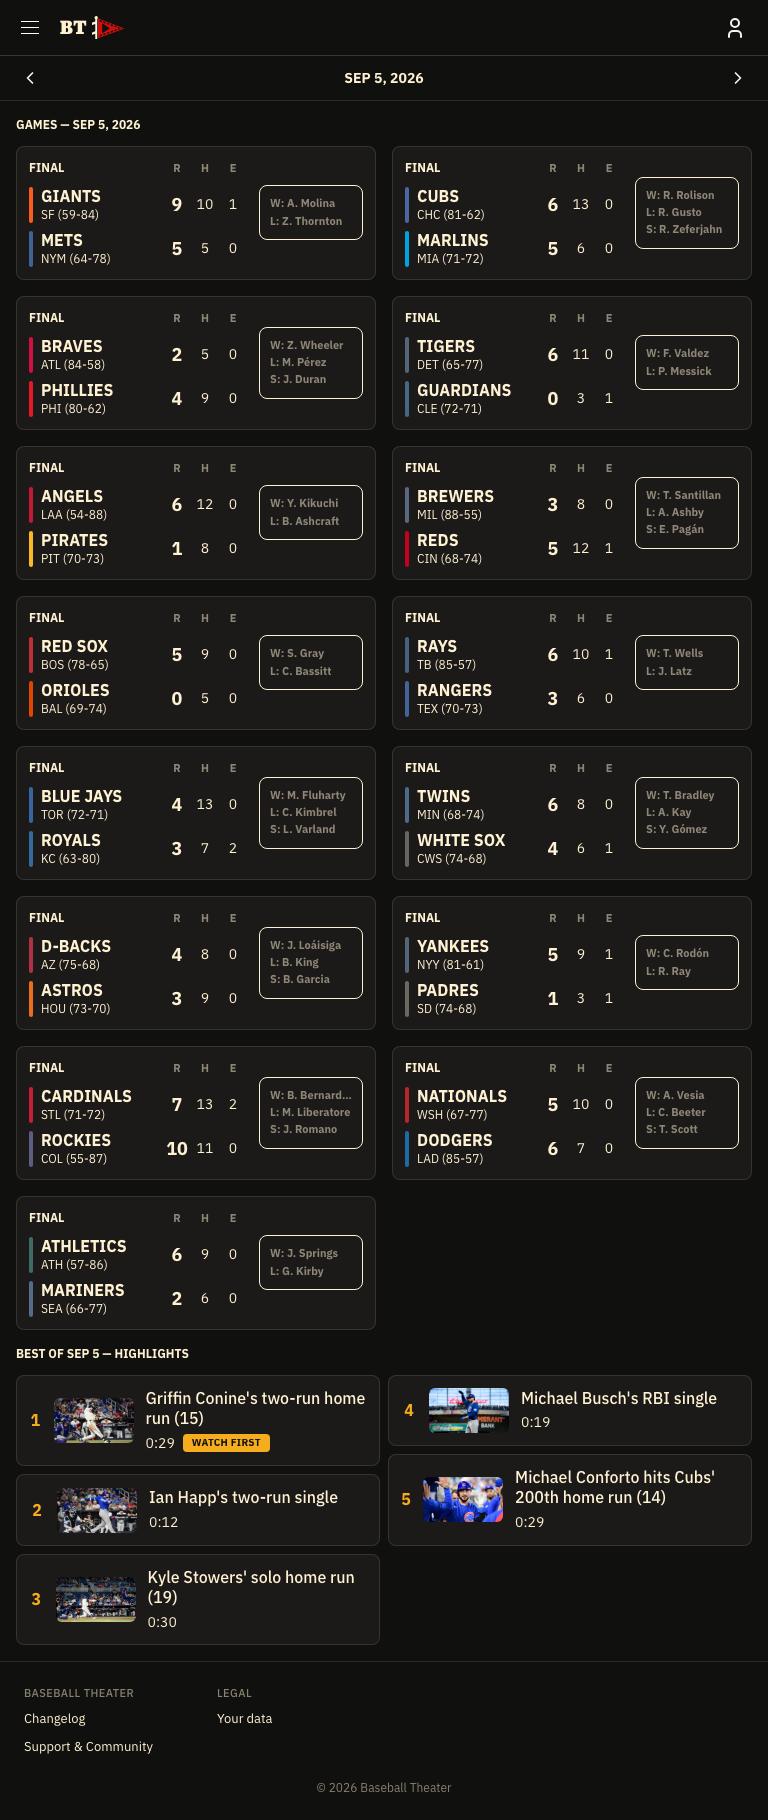 BT
SEP 5, 2026
GAMES — SEP 5, 2026
FINAL R H E
GIANTS 9 10 1
SF (59-84)
METS 5 5 0
NYM (64-78)
W: A. Molina
L: Z. Thornton
FINAL R H E
CUBS 6 13 0
CHC (81-62)
MARLINS 5 6 0
MIA (71-72)
W: R. Rolison
L: R. Gusto
S: R. Zeferjahn
FINAL R H E
BRAVES 2 5 0
ATL (84-58)
PHILLIES 4 9 0
PHI (80-62)
W: Z. Wheeler
L: M. Pérez
S: J. Duran
FINAL R H E
TIGERS 6 11 0
DET (65-77)
GUARDIANS 0 3 1
CLE (72-71)
W: F. Valdez
L: P. Messick
FINAL R H E
ANGELS 6 12 0
LAA (54-88)
PIRATES 1 8 0
PIT (70-73)
W: Y. Kikuchi
L: B. Ashcraft
FINAL R H E
BREWERS 3 8 0
MIL (88-55)
REDS 5 12 1
CIN (68-74)
W: T. Santillan
L: A. Ashby
S: E. Pagán
FINAL R H E
RED SOX 5 9 0
BOS (78-65)
ORIOLES 0 5 0
BAL (69-74)
W: S. Gray
L: C. Bassitt
FINAL R H E
RAYS 6 10 1
TB (85-57)
RANGERS 3 6 0
TEX (70-73)
W: T. Wells
L: J. Latz
FINAL R H E
BLUE JAYS 4 13 0
TOR (72-71)
ROYALS 3 7 2
KC (63-80)
W: M. Fluharty
L: C. Kimbrel
S: L. Varland
FINAL R H E
TWINS 6 8 0
MIN (68-74)
WHITE SOX 4 6 1
CWS (74-68)
W: T. Bradley
L: A. Kay
S: Y. Gómez
FINAL R H E
D-BACKS 4 8 0
AZ (75-68)
ASTROS 3 9 0
HOU (73-70)
W: J. Loáisiga
L: B. King
S: B. Garcia
FINAL R H E
YANKEES 5 9 1
NYY (81-61)
PADRES 1 3 1
SD (74-68)
W: C. Rodón
L: R. Ray
FINAL R H E
CARDINALS 7 13 2
STL (71-72)
ROCKIES 10 11 0
COL (55-87)
W: B. Bernard...
L: M. Liberatore
S: J. Romano
FINAL R H E
NATIONALS 5 10 0
WSH (67-77)
DODGERS 6 7 0
LAD (85-57)
W: A. Vesia
L: C. Beeter
S: T. Scott
FINAL R H E
ATHLETICS 6 9 0
ATH (57-86)
MARINERS 2 6 0
SEA (66-77)
W: J. Springs
L: G. Kirby
BEST OF SEP 5 — HIGHLIGHTS
1
Griffin Conine's two-run home
run (15)
0:29 WATCH FIRST
2
Ian Happ's two-run single
0:12
3
Kyle Stowers' solo home run
(19)
0:30
4
Michael Busch's RBI single
0:19
5
Michael Conforto hits Cubs'
200th home run (14)
0:29
BASEBALL THEATER
Changelog
Support & Community
LEGAL
Your data
© 2026 Baseball Theater